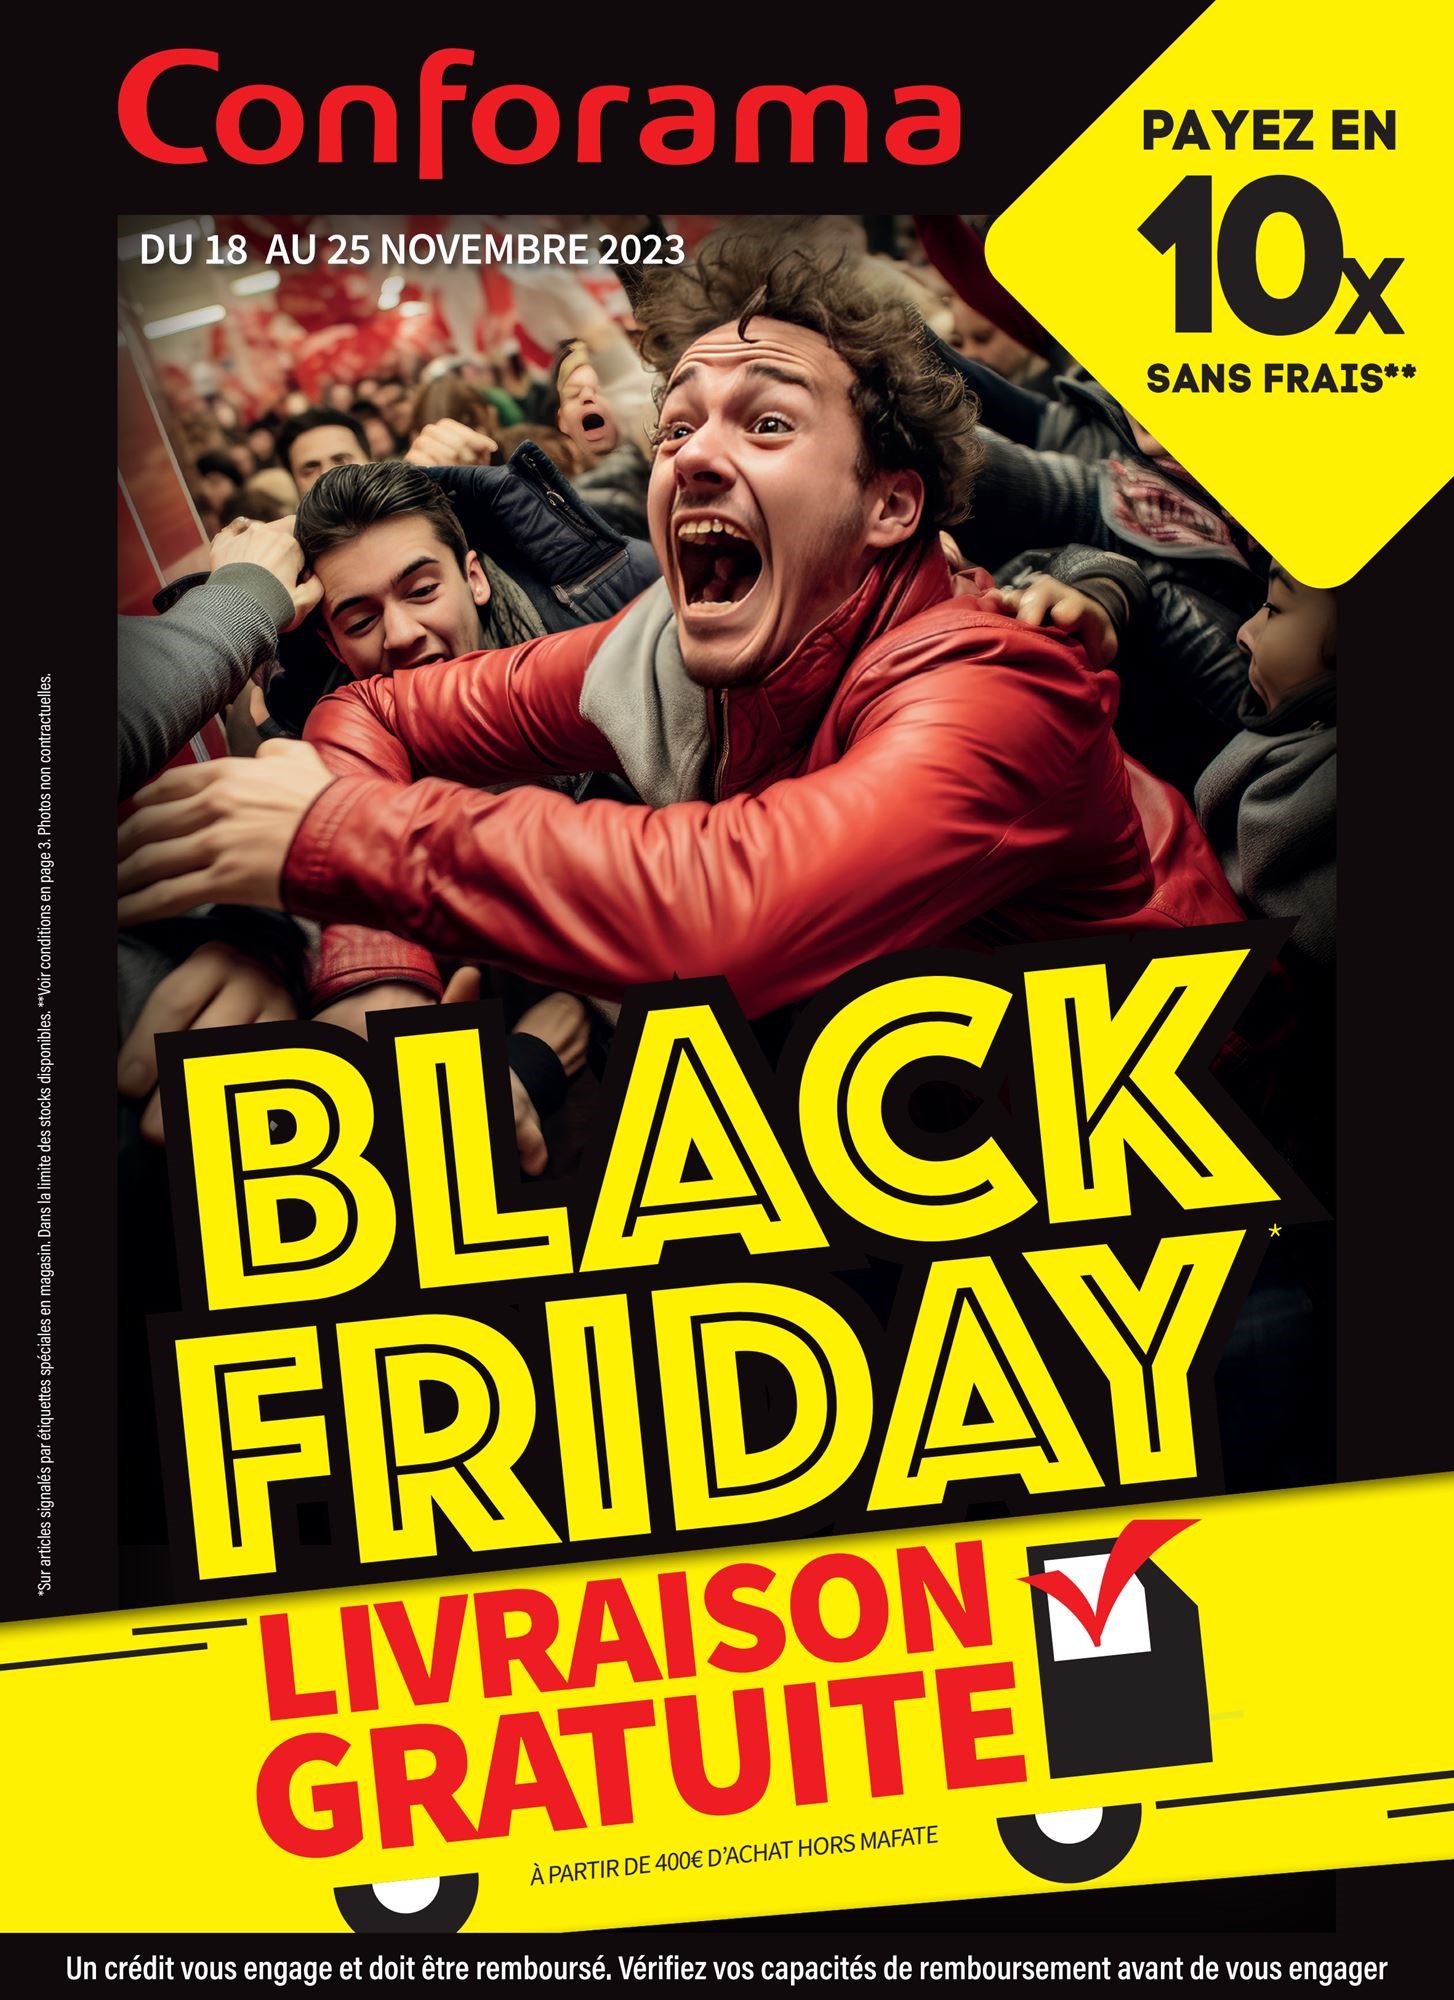 Conforama
PAYEZ EN
10x
SANS FRAIS**
DU 18 AU 25 NOVEMBRE 2023
BLACK
FRIDAY*
LIVRAISON
GRATUITE
À PARTIR DE 400€ D'ACHAT HORS MAFATE
*Sur articles signalés par étiquettes spéciales en magasin. Dans la limite des stocks disponibles. **Voir conditions en page 3. Photos non contractuelles.
Un crédit vous engage et doit être remboursé. Vérifiez vos capacités de remboursement avant de vous engager